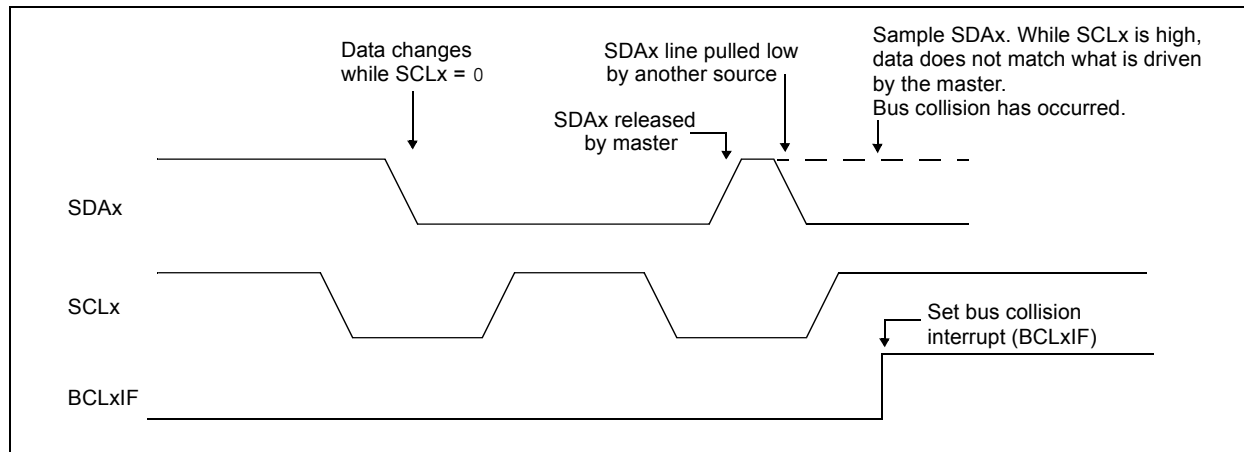 Data changes
while SCLx = 0
SDAx line pulled low
by another source
SDAx released
by master
Sample SDAx. While SCLx is high,
data does not match what is driven
by the master.
Bus collision has occurred.
SDAx
SCLx
Set bus collision
interrupt (BCLxIF)
BCLxIF